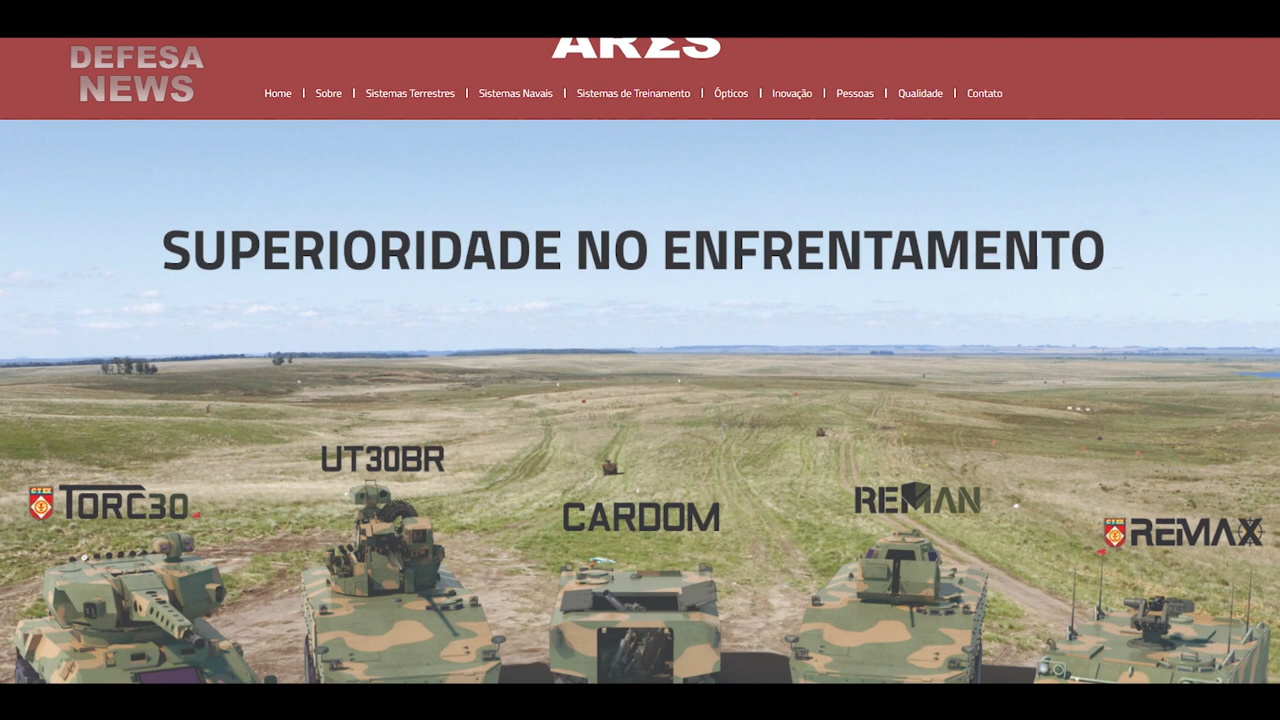 ARES
DEFESA
NEWS
Home | Sobre | Sistemas Terrestres | Sistemas Navais | Sistemas de Treinamento | Ópticos | Inovação | Pessoas | Qualidade | Contato
SUPERIORIDADE NO ENFRENTAMENTO
UT30BR
TORC30
CARDOM
REMAN
REMAX